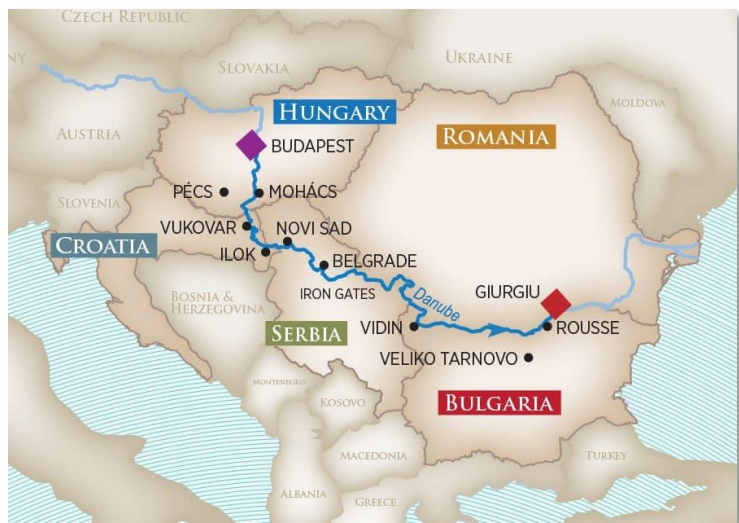 CZECH REPUBLIC
NY
SLOVAKIA
UKRAINE
MOLDOVA
AUSTRIA
HUNGARY
ROMANIA
BUDAPEST
SLOVENIA
PÉCS
MOHÁCS
VUKOVAR
NOVI SAD
CROATIA
ILOK
BELGRADE
BOSNIA &
HERZEGOVINA
IRON GATES
Danube
GIURGIU
SERBIA
VIDIN
ROUSSE
VELIKO TARNOVO
MONTENEGRO
KOSOVO
BULGARIA
MACEDONIA
TURKEY
ALBANIA
GREECE